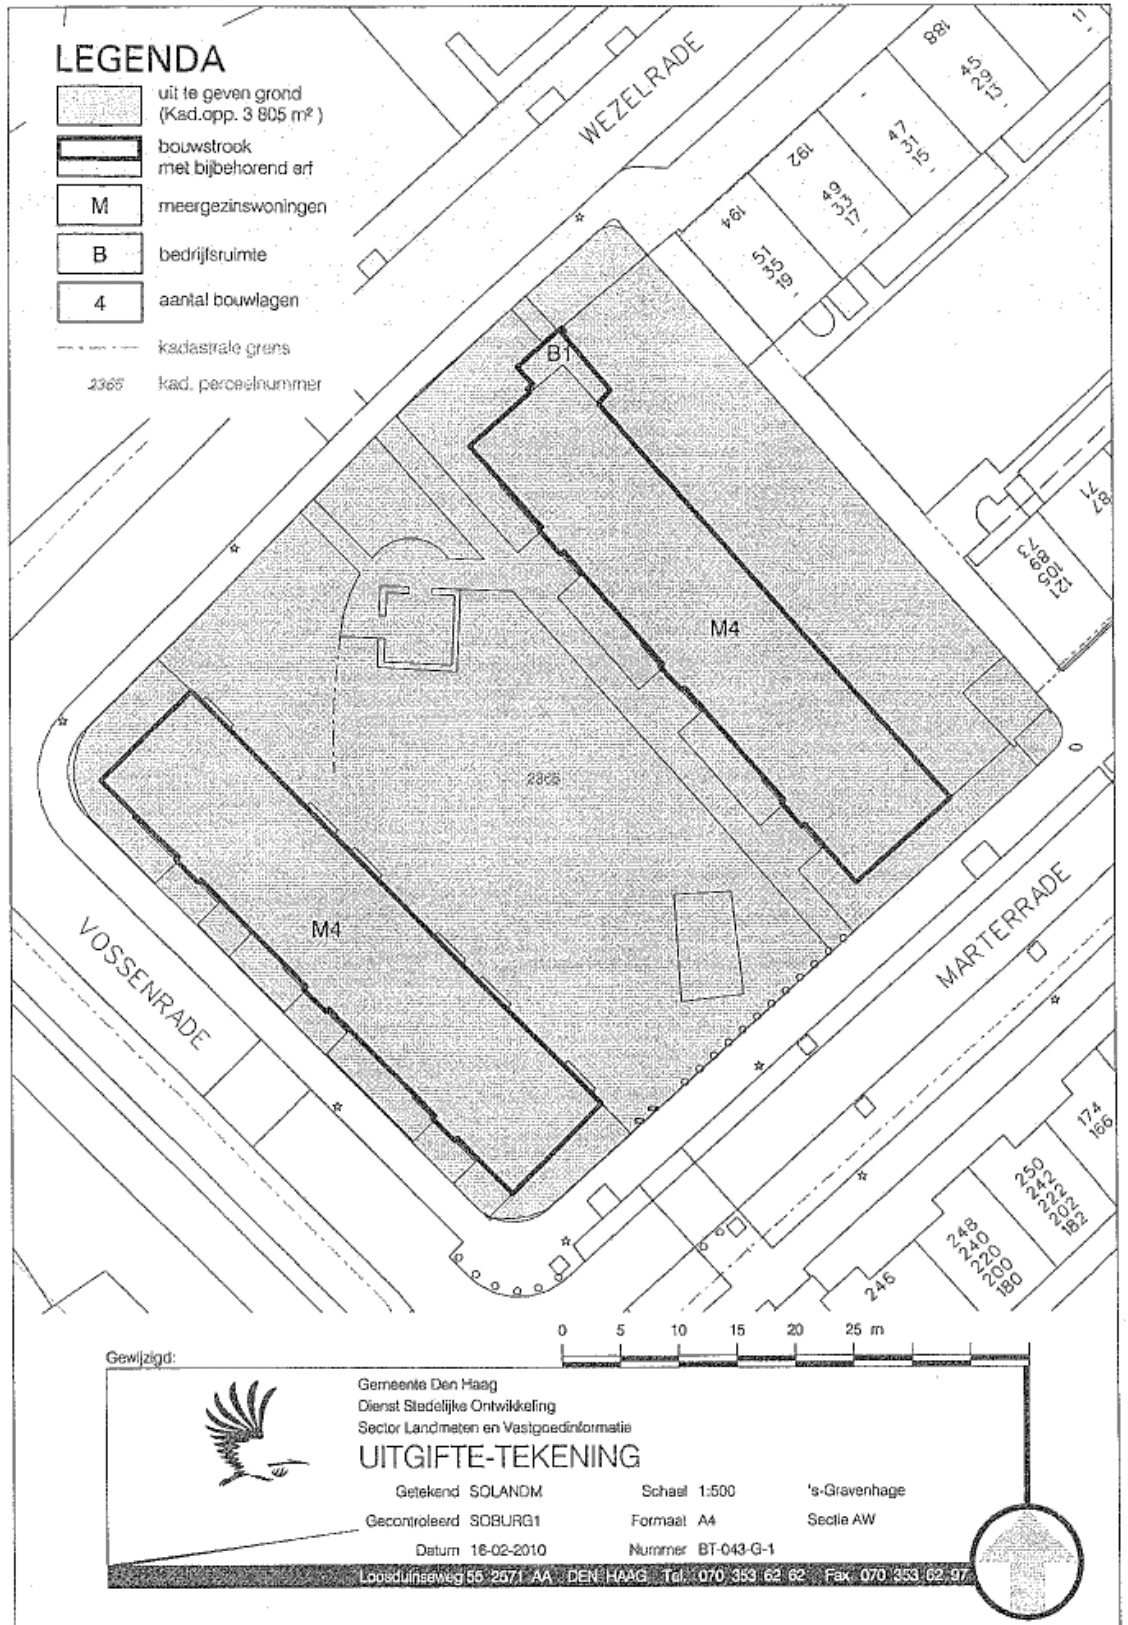 LEGENDA
uit te geven grond
(Kad.opp. 3 805 m²)
bouwstrook
met bijbehorend erf
M meergezinswoningen
B bedrijfsruimte
4 aantal bouwlagen
kadastrale grens
2365 kad. perceelnummer
WEZELRADE
188
11
45
29
13
192
47
31
15
194
49
33
17
51
35
19
B1
M4
71
87
2365
M4
VOSSENRADE
MARTERRADE
174
166
250
242
222
202
182
248
240
220
200
180
246
0 5 10 15 20 25 m
Gewijzigd:
Gemeente Den Haag
Dienst Stedelijke Ontwikkeling
Sector Landmeten en Vastgoedinformatie
UITGIFTE-TEKENING
Getekend SOLANDM Schaal 1:500 's-Gravenhage
Gecontroleerd SOBURG1 Formaat A4 Sectie AW
Datum 16-02-2010 Nummer BT-043-G-1
Loosduinseweg 55 2571 AA DEN HAAG Tel. 070 353 62 62 Fax 070 353 62 97